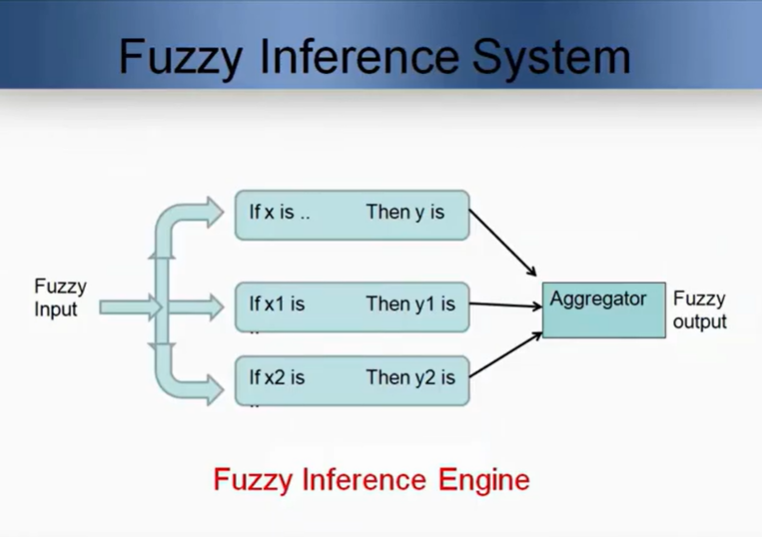 Fuzzy Inference System
Fuzzy
Input
If x is .. Then y is
If x1 is Then y1 is
..
If x2 is Then y2 is
..
Aggregator
Fuzzy
output
Fuzzy Inference Engine